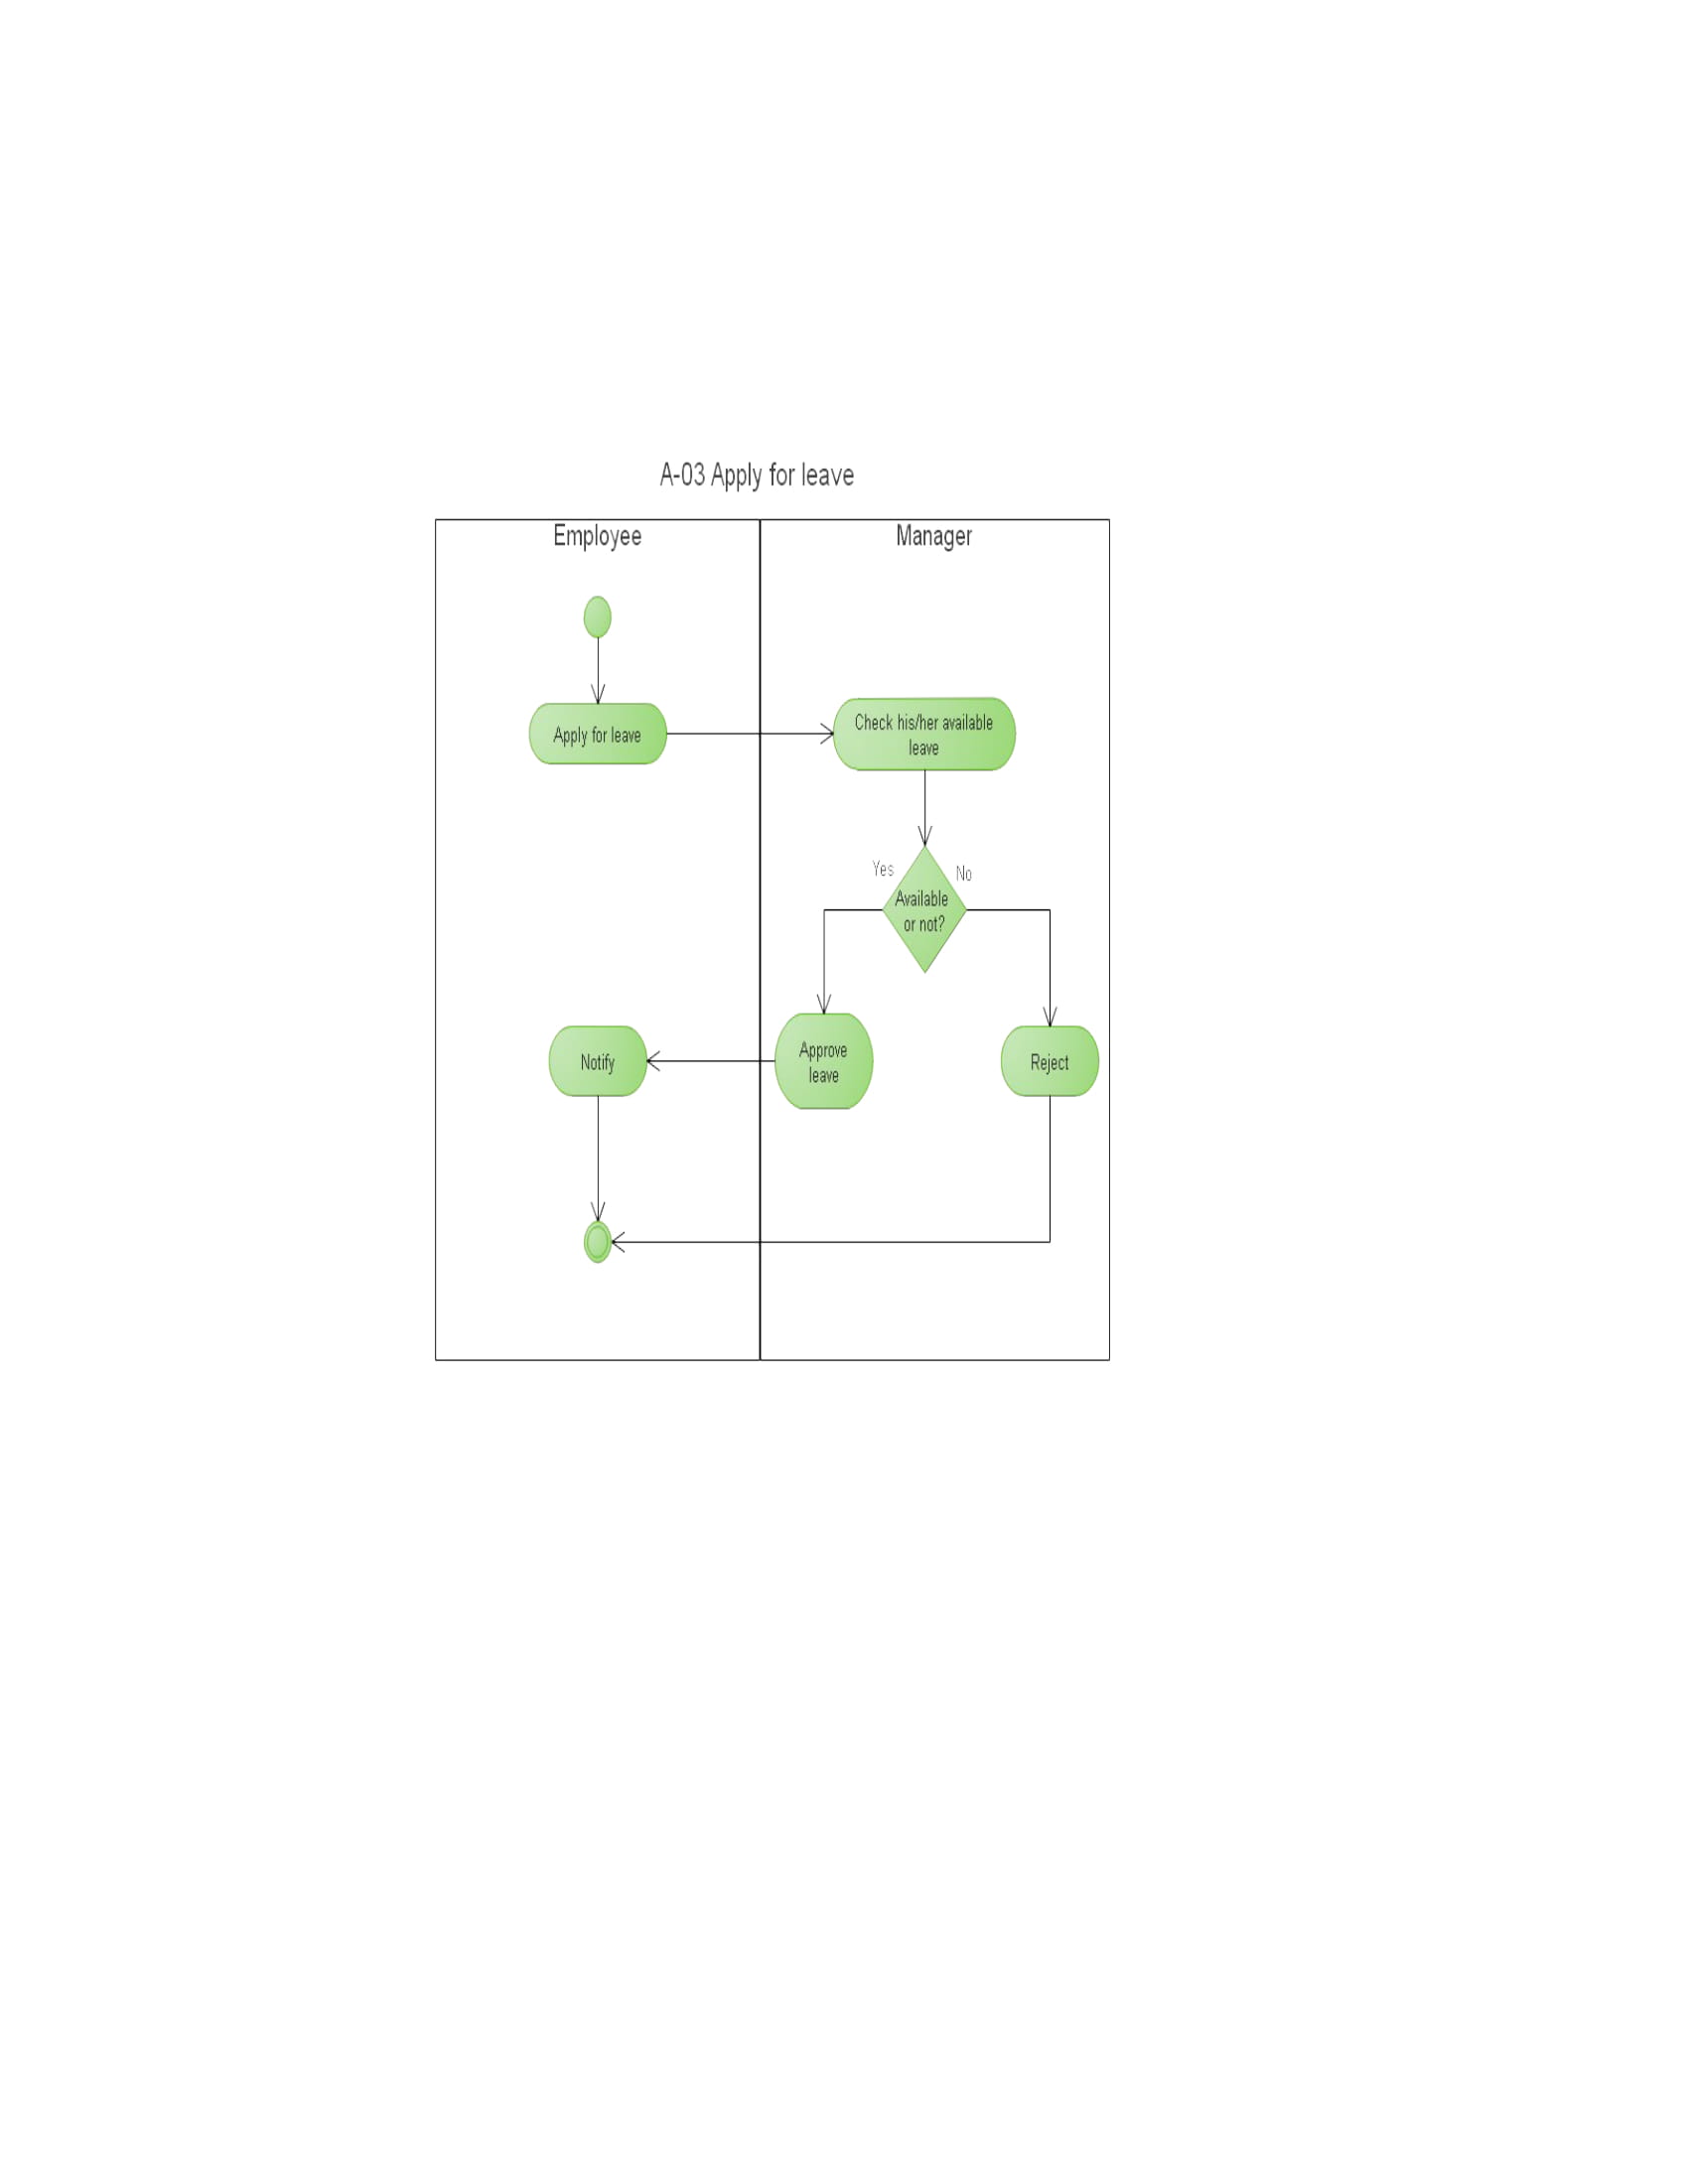 A-03 Apply for leave
Employee
Manager
Apply for leave
Check his/her available
leave
Yes
No
Available
or not?
Notify
Approve
leave
Reject